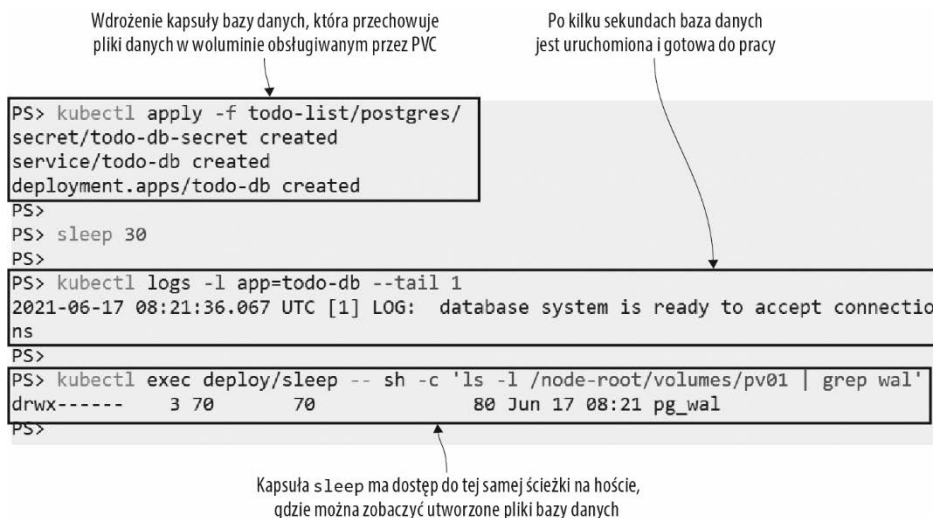 Wdrożenie kapsuły bazy danych, która przechowuje
pliki danych w woluminie obsługiwanym przez PVC
Po kilku sekundach baza danych
jest uruchomiona i gotowa do pracy
PS> kubectl apply -f todo-list/postgres/
secret/todo-db-secret created
service/todo-db created
deployment.apps/todo-db created
PS>
PS> sleep 30
PS>
PS> kubectl logs -l app=todo-db --tail 1
2021-06-17 08:21:36.067 UTC [1] LOG:  database system is ready to accept connectio
ns
PS>
PS> kubectl exec deploy/sleep -- sh -c 'ls -l /node-root/volumes/pv01 | grep wal'
drwx------    3 70       70              80 Jun 17 08:21 pg_wal
PS>
Kapsuła sleep ma dostęp do tej samej ścieżki na hoście,
gdzie można zobaczyć utworzone pliki bazy danych